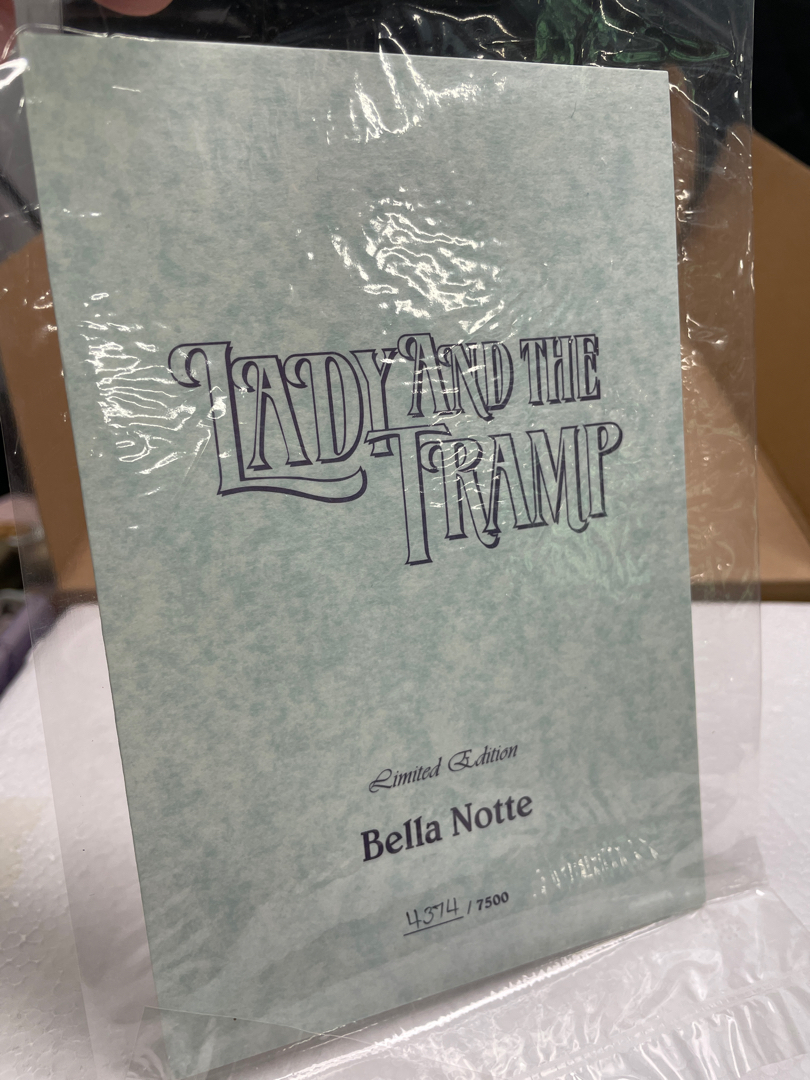 LADY AND THE
TRAMP
Limited Edition
Bella Notte
4374 / 7500